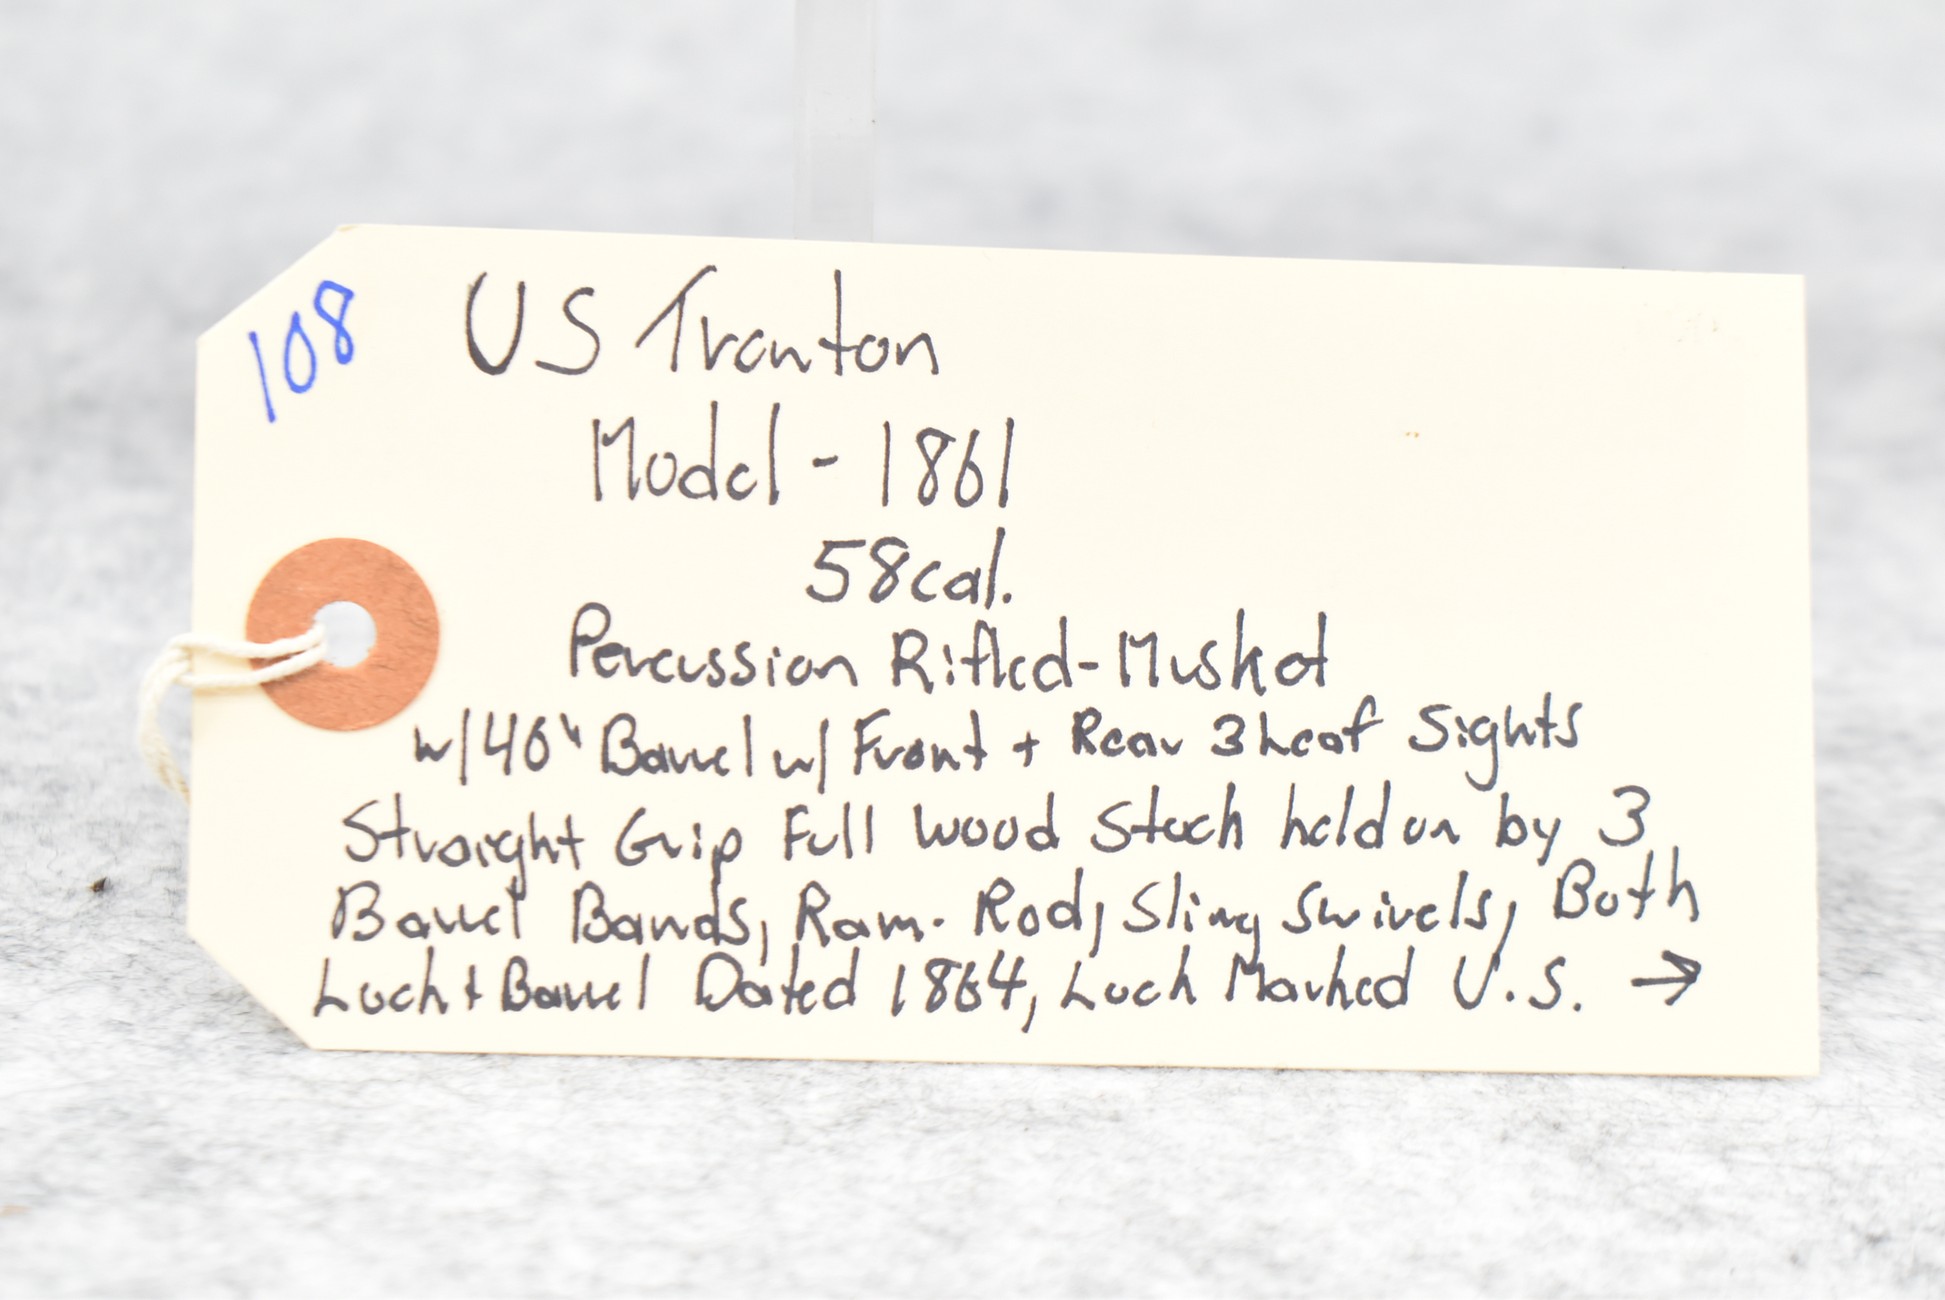 108
US Trenton
Model - 1861
58cal.
Percussion Rifled-Musket
w/40" Barrel w/ Front + Rear 3 Leaf Sights
Straight Grip Full Wood Stock held on by 3
Barrel Bands, Ram-Rod, Sling Swivels, Both
Lock + Barrel Dated 1864, Lock Marked U.S. →